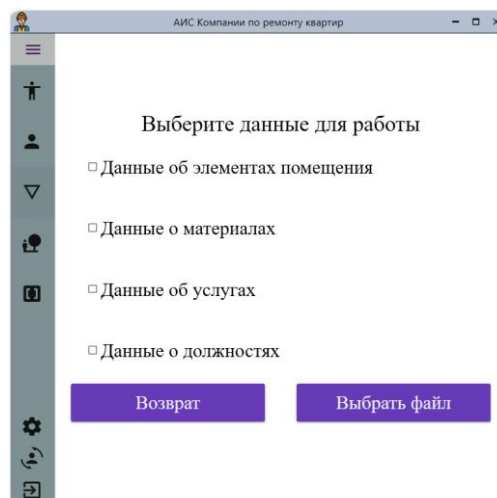 АИС Компании по ремонту квартир
Выберите данные для работы
Данные об элементах помещения
Данные о материалах
Данные об услугах
Данные о должностях
Возврат
Выбрать файл